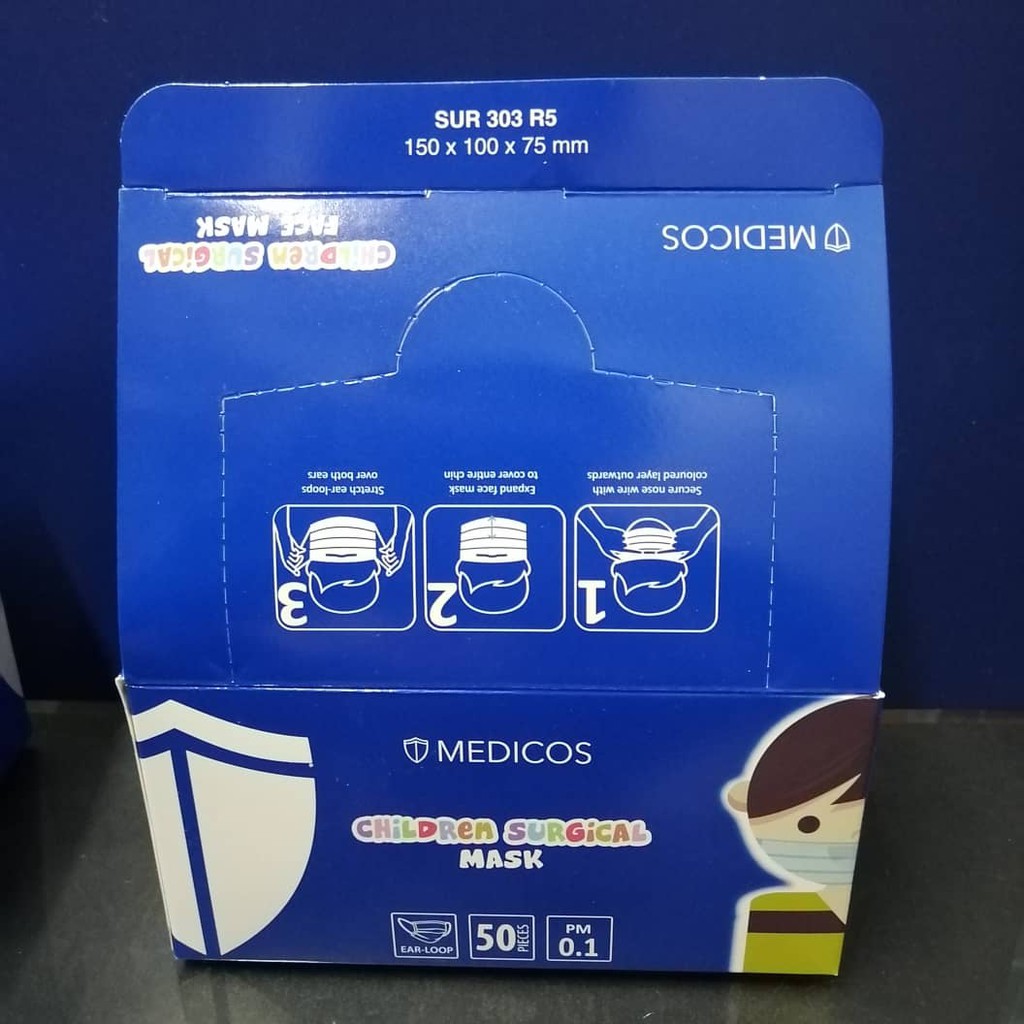 SUR 303 R5
150 x 100 x 75 mm
MEDICOS
CHILDREN SURGICAL
FACE MASK
1
Secure nose wire with
coloured layer outwards
2
Expand face mask
to cover entire chin
3
Stretch ear-loops
over both ears
MEDICOS
CHILDREN SURGICAL
MASK
EAR-LOOP
50 PIECES
PM
0.1